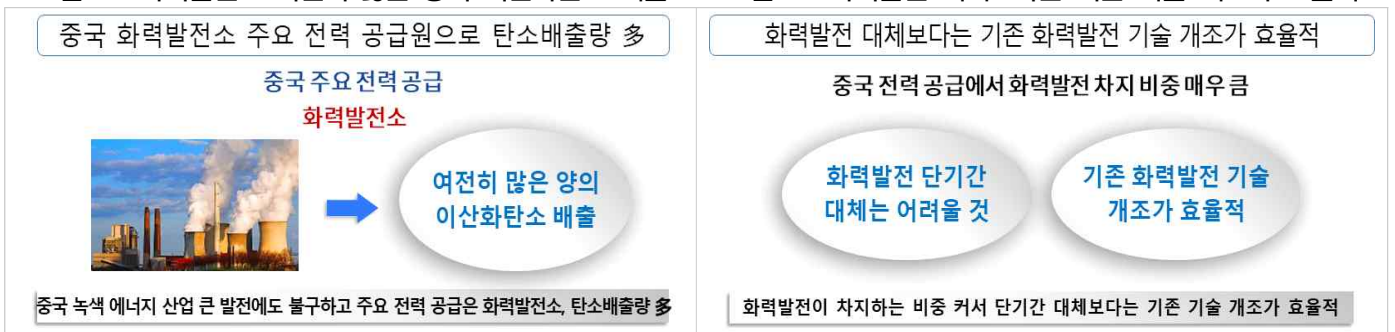 중국 화력발전소 주요 전력 공급원으로 탄소배출량 多
중국 주요 전력 공급
화력발전소
여전히 많은 양의
이산화탄소 배출
중국 녹색 에너지 산업 큰 발전에도 불구하고 주요 전력 공급은 화력발전소, 탄소배출량 多
화력발전 대체보다는 기존 화력발전 기술 개조가 효율적
중국 전력 공급에서 화력발전 차지 비중 매우 큼
화력발전 단기간
대체는 어려울 것
기존 화력발전 기술
개조가 효율적
화력발전이 차지하는 비중 커서 단기간 대체보다는 기존 기술 개조가 효율적